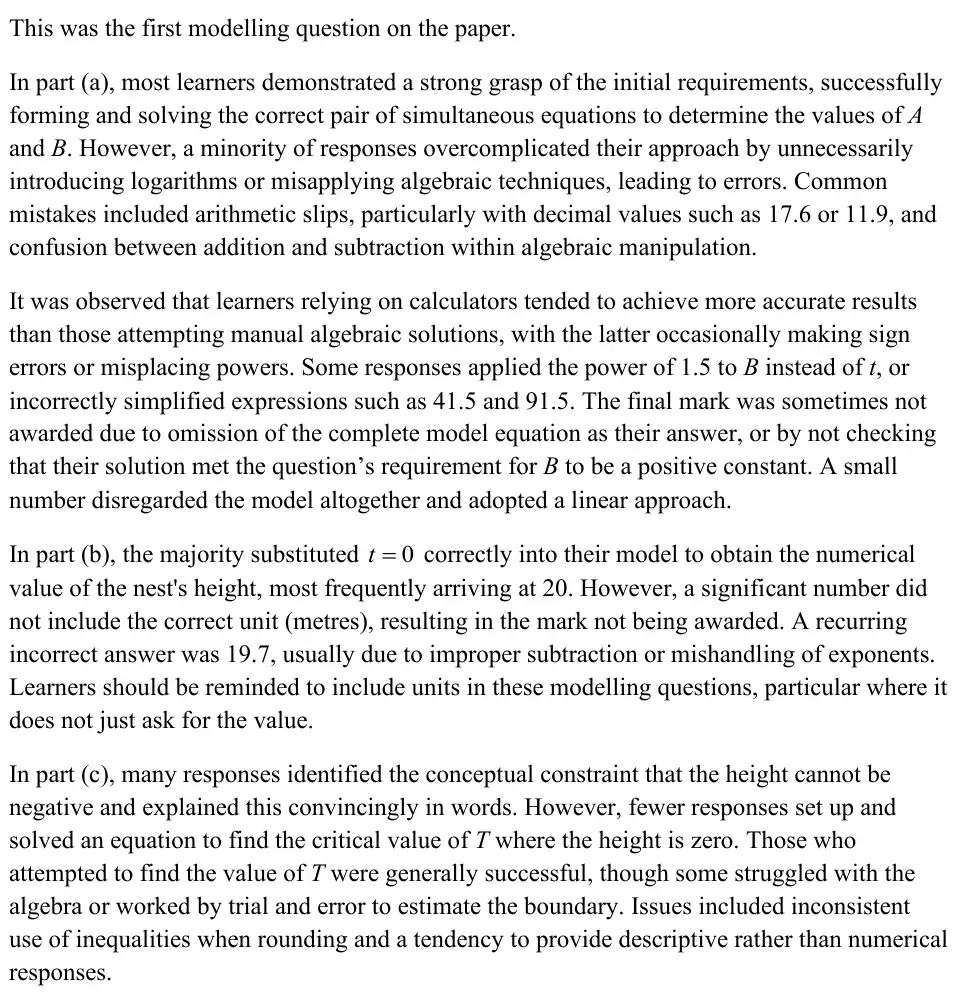 This was the first modelling question on the paper.
In part (a), most learners demonstrated a strong grasp of the initial requirements, successfully
forming and solving the correct pair of simultaneous equations to determine the values of A
and B. However, a minority of responses overcomplicated their approach by unnecessarily
introducing logarithms or misapplying algebraic techniques, leading to errors. Common
mistakes included arithmetic slips, particularly with decimal values such as 17.6 or 11.9, and
confusion between addition and subtraction within algebraic manipulation.
It was observed that learners relying on calculators tended to achieve more accurate results
than those attempting manual algebraic solutions, with the latter occasionally making sign
errors or misplacing powers. Some responses applied the power of 1.5 to B instead of t, or
incorrectly simplified expressions such as 41.5 and 91.5. The final mark was sometimes not
awarded due to omission of the complete model equation as their answer, or by not checking
that their solution met the question’s requirement for B to be a positive constant. A small
number disregarded the model altogether and adopted a linear approach.
In part (b), the majority substituted t = 0 correctly into their model to obtain the numerical
value of the nest's height, most frequently arriving at 20. However, a significant number did
not include the correct unit (metres), resulting in the mark not being awarded. A recurring
incorrect answer was 19.7, usually due to improper subtraction or mishandling of exponents.
Learners should be reminded to include units in these modelling questions, particular where it
does not just ask for the value.
In part (c), many responses identified the conceptual constraint that the height cannot be
negative and explained this convincingly in words. However, fewer responses set up and
solved an equation to find the critical value of T where the height is zero. Those who
attempted to find the value of T were generally successful, though some struggled with the
algebra or worked by trial and error to estimate the boundary. Issues included inconsistent
use of inequalities when rounding and a tendency to provide descriptive rather than numerical
responses.